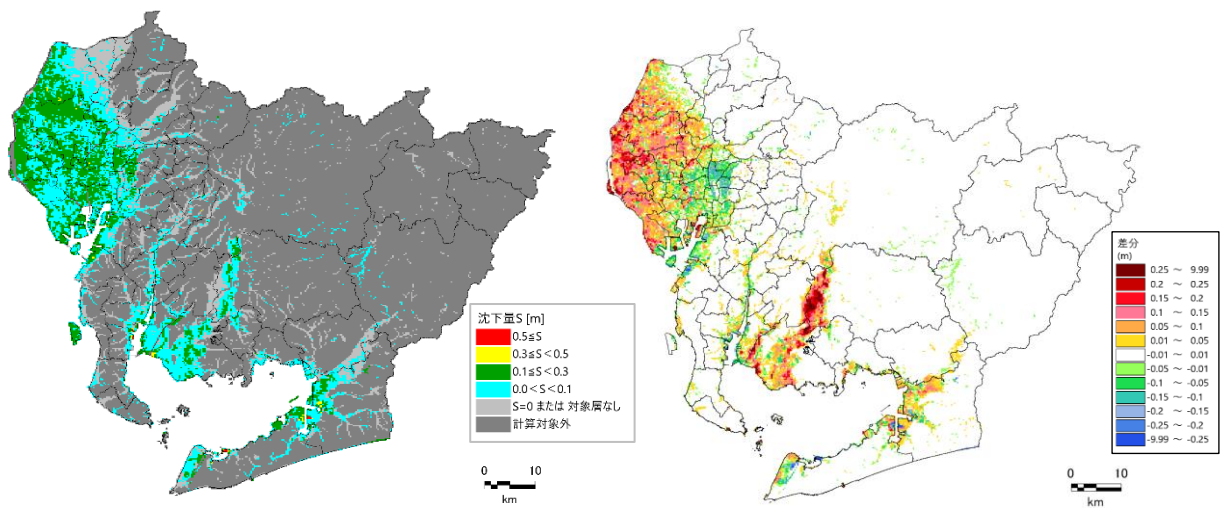 沈下量S [m]
0.5≦S
0.3≦S<0.5
0.1≦S<0.3
0.0<S<0.1
S=0 または 対象層なし
計算対象外
0 10
km
差分
(m)
0.25 ～ 9.99
0.2 ～ 0.25
0.15 ～ 0.2
0.1 ～ 0.15
0.05 ～ 0.1
0.01 ～ 0.05
-0.01 ～ 0.01
-0.05 ～ -0.01
-0.1 ～ -0.05
-0.15 ～ -0.1
-0.2 ～ -0.15
-0.25 ～ -0.2
-9.99 ～ -0.25
0 10
km